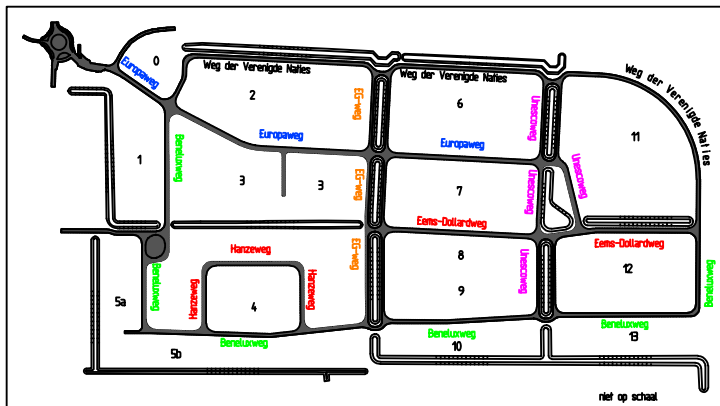 0
Weg der Verenigde Naties
Weg der Verenigde Naties
Weg der Verenigde Naties
Europaweg
2
EG-weg
6
Unescoweg
11
Beneluxweg
Europaweg
Europaweg
1
3
3
EG-weg
7
Unescoweg
Unescoweg
Eems-Dollardweg
Hanzeweg
EG-weg
8
Unescoweg
Eems-Dollardweg
12
Beneluxweg
Beneluxweg
5a
Hanzeweg
4
Hanzeweg
9
Beneluxweg
Beneluxweg
Beneluxweg
5b
10
13
niet op schaal